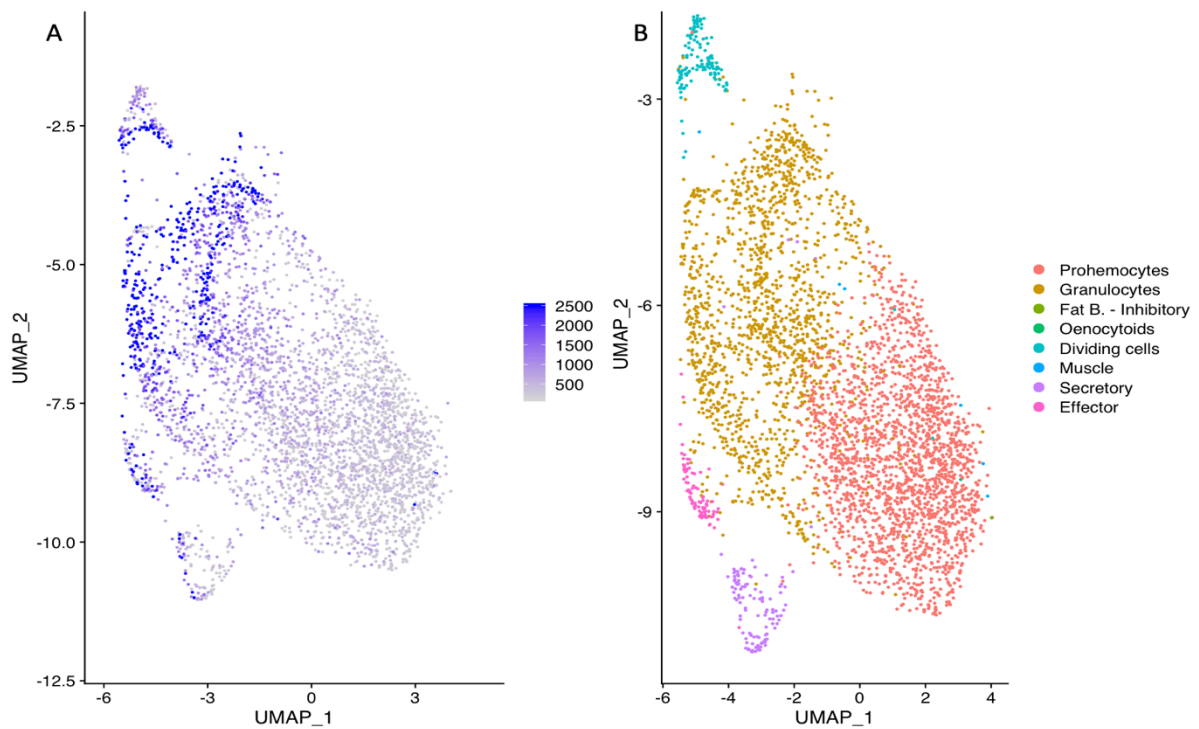 A
-2.5
-5.0
-7.5
-10.0
-12.5
UMAP_2
-6
-3
0
3
UMAP_1
2500
2000
1500
1000
500
B
-3
-6
-9
UMAP_2
-6
-4
-2
0
2
4
UMAP_1
Prohemocytes
Granulocytes
Fat B. - Inhibitory
Oenocytoids
Dividing cells
Muscle
Secretory
Effector